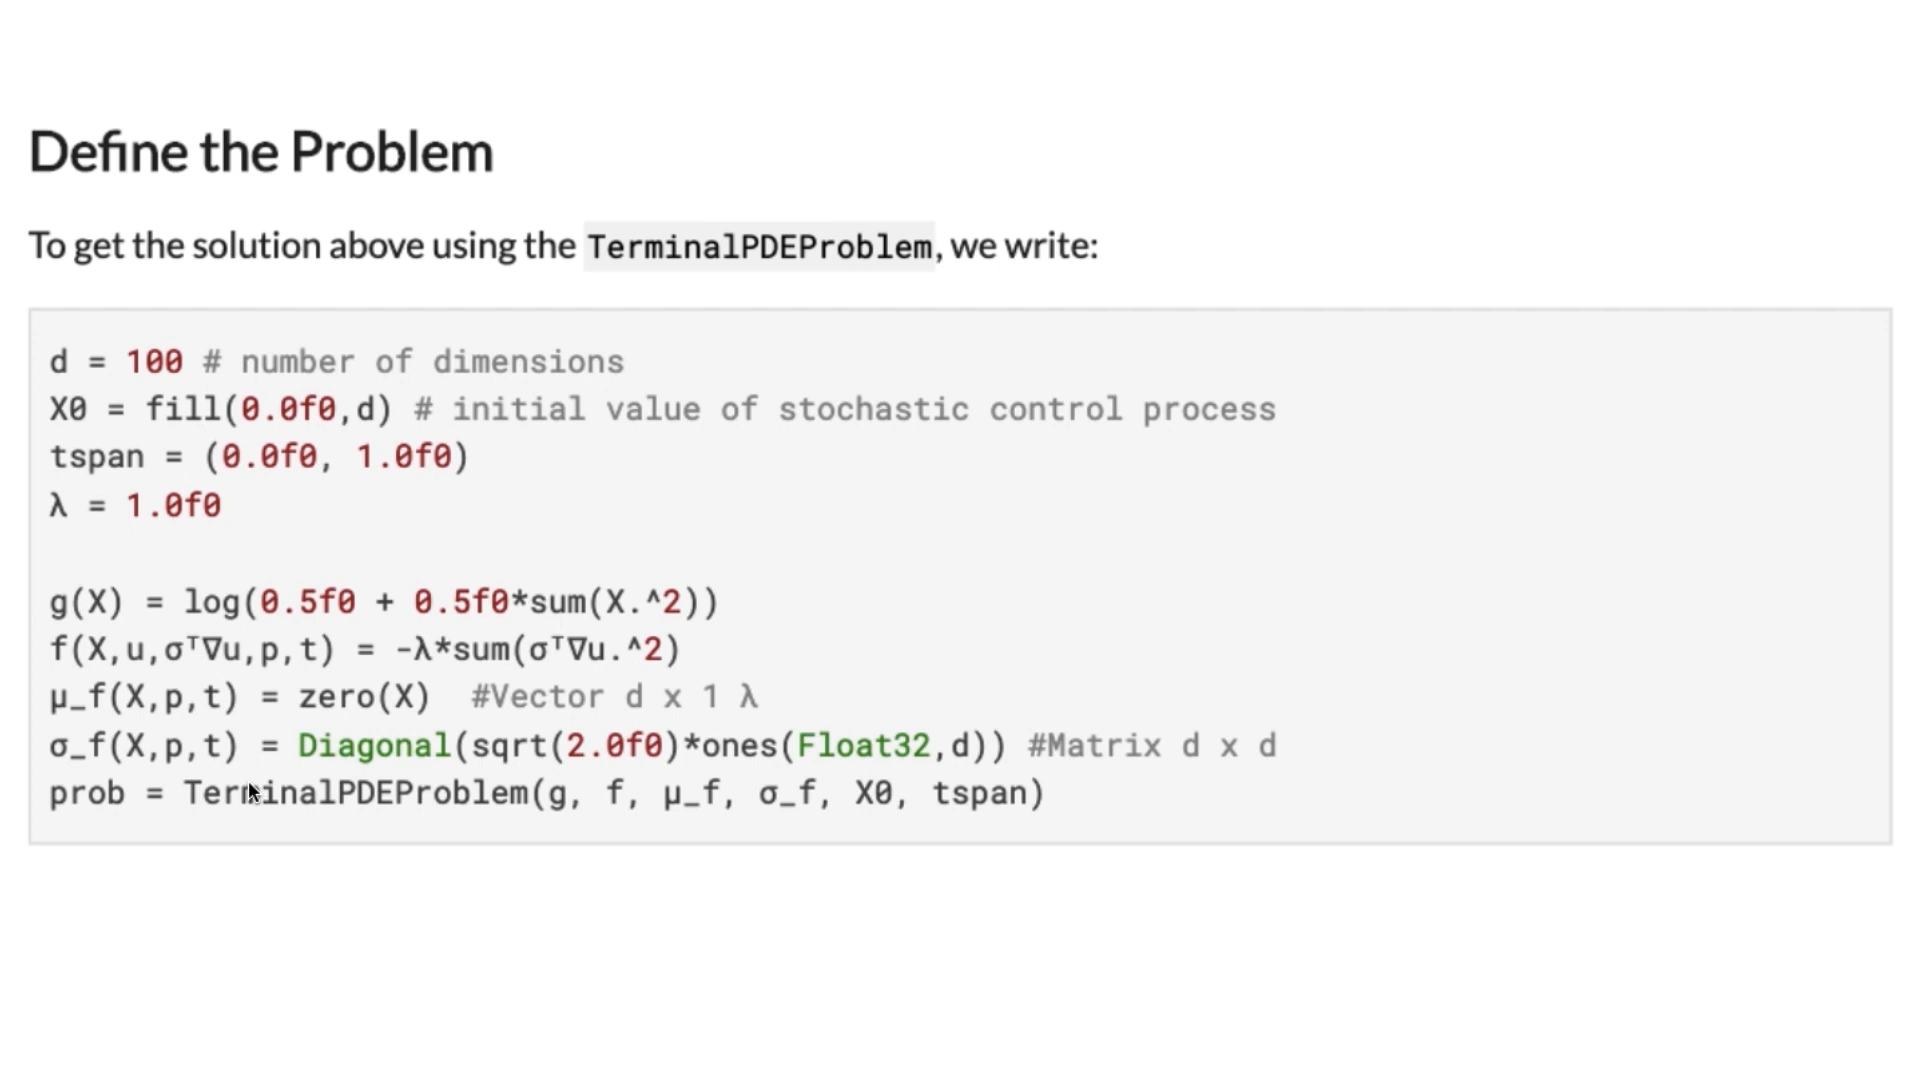 Define the Problem
To get the solution above using the TerminalPDEProblem, we write:
d = 100 # number of dimensions
X0 = fill(0.0f0,d) # initial value of stochastic control process
tspan = (0.0f0, 1.0f0)
λ = 1.0f0
g(X) = log(0.5f0 + 0.5f0*sum(X.^2))
f(X,u,σᵀ∇u,p,t) = -λ*sum(σᵀ∇u.^2)
μ_f(X,p,t) = zero(X)  #Vector d x 1 λ
σ_f(X,p,t) = Diagonal(sqrt(2.0f0)*ones(Float32,d)) #Matrix d x d
prob = TerminalPDEProblem(g, f, μ_f, σ_f, X0, tspan)